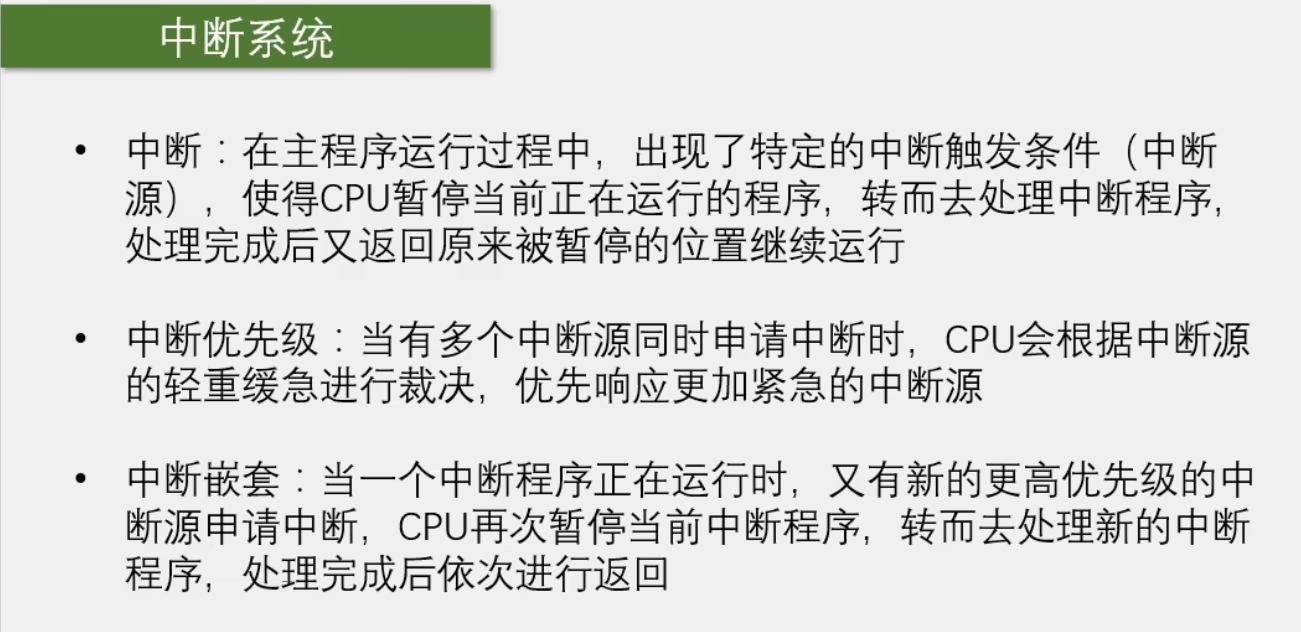 中断系统
• 中断：在主程序运行过程中，出现了特定的中断触发条件（中断
源），使得CPU暂停当前正在运行的程序，转而去处理中断程序，
处理完成后又返回原来被暂停的位置继续运行
• 中断优先级：当有多个中断源同时申请中断时，CPU会根据中断源
的轻重缓急进行裁决，优先响应更加紧急的中断源
• 中断嵌套：当一个中断程序正在运行时，又有新的更高优先级的中
断源申请中断，CPU再次暂停当前中断程序，转而去处理新的中断
程序，处理完成后依次进行返回